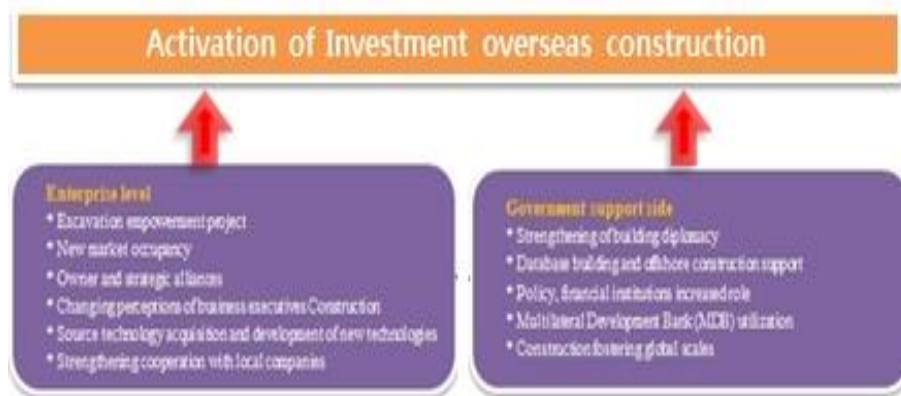 Activation of Investment overseas construction
Enterprise level
* Excavation empowerment project
* New market occupancy
* Owner and strategic alliances
* Changing perceptions of business executives Construction
* Source technology acquisition and development of new technologies
* Strengthening cooperation with local companies
Government support side
* Strengthening of building diplomacy
* Database building and offshore construction support
* Policy, financial institutions increased role
* Multilateral Development Bank (MDB) utilization
* Construction fostering global scales